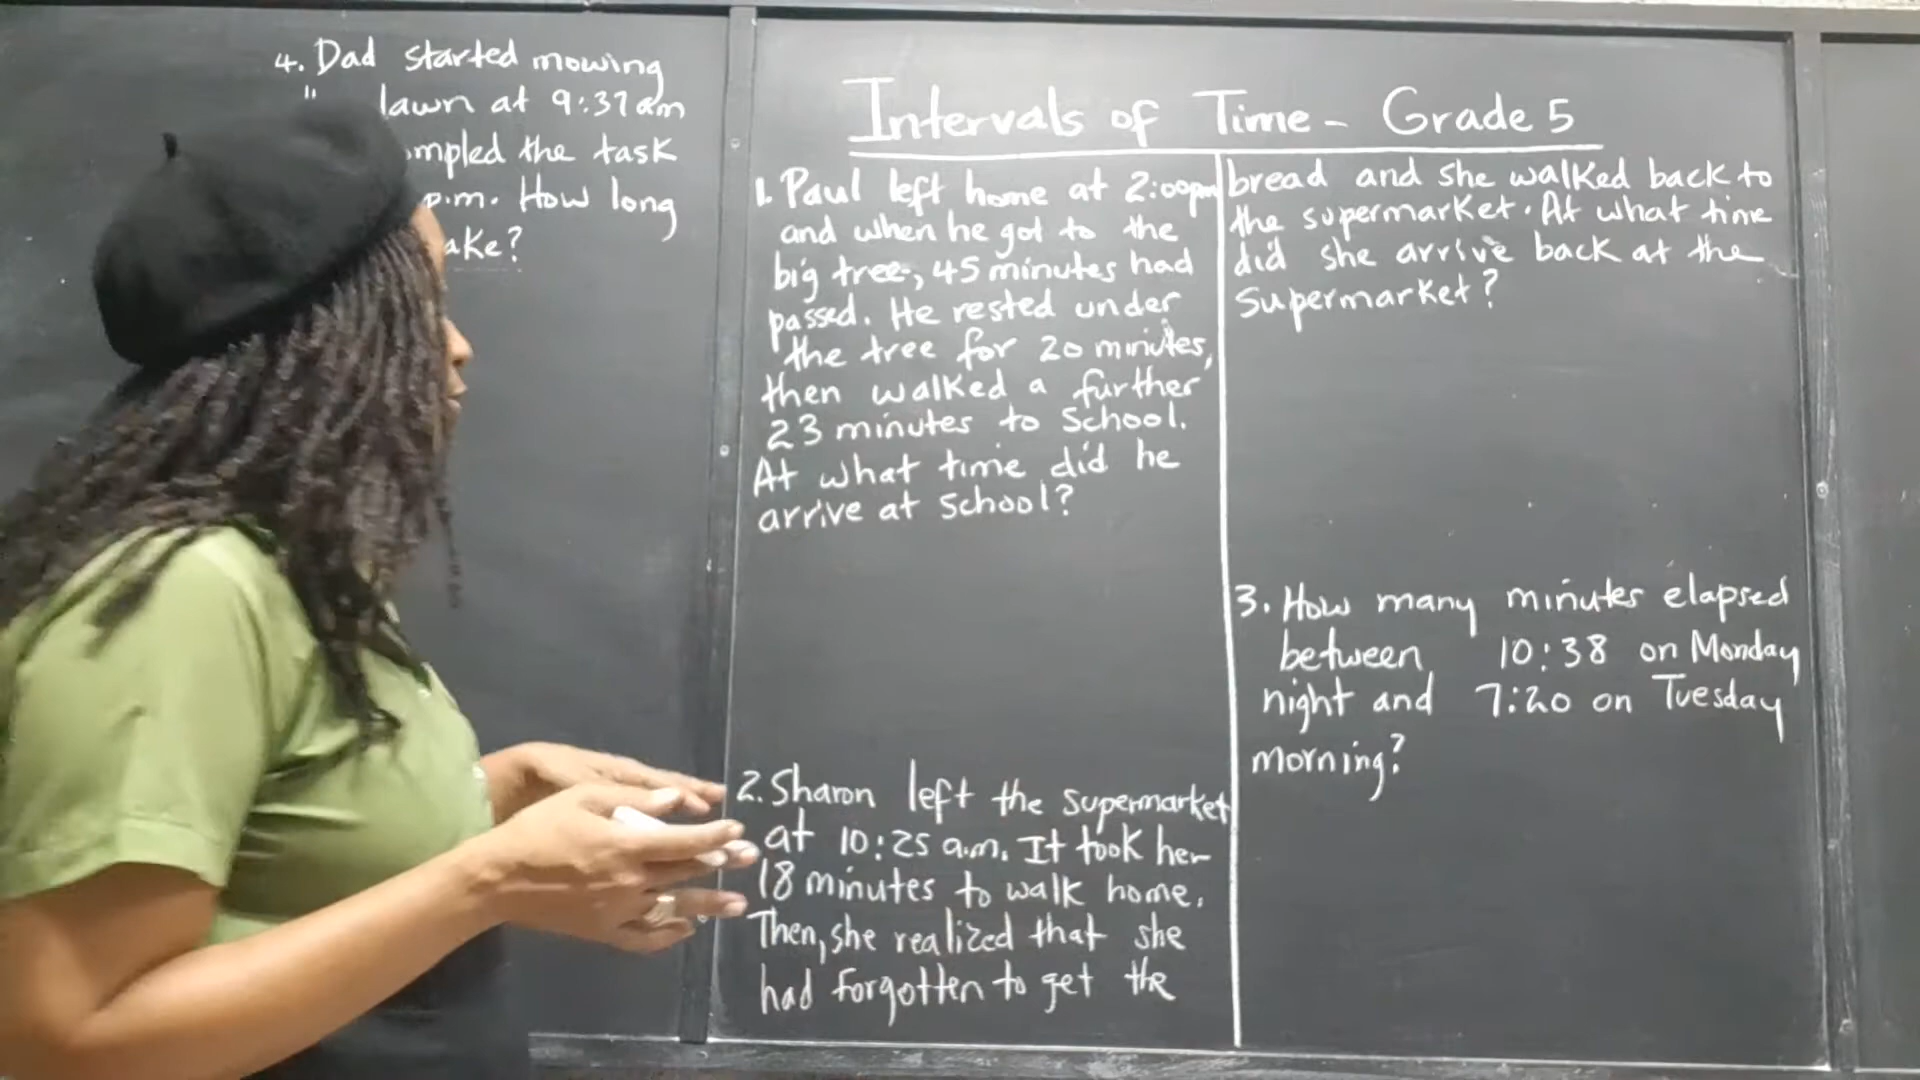 Intervals of Time - Grade 5
1. Paul left home at 2:00pm
and when he got to the
big tree, 45 minutes had
passed. He rested under
the tree for 20 minutes,
then walked a further
23 minutes to School.
At what time did he
arrive at School?
2. Sharon left the supermarket
at 10:25 a.m. It took her
18 minutes to walk home.
Then, she realized that she
had forgotten to get the
bread and she walked back to
the supermarket. At what time
did she arrive back at the
Supermarket?
3. How many minutes elapsed
between 10:38 on Monday
night and 7:20 on Tuesday
morning?
4. Dad started mowing
lawn at 9:37am
the task
p.m. How long